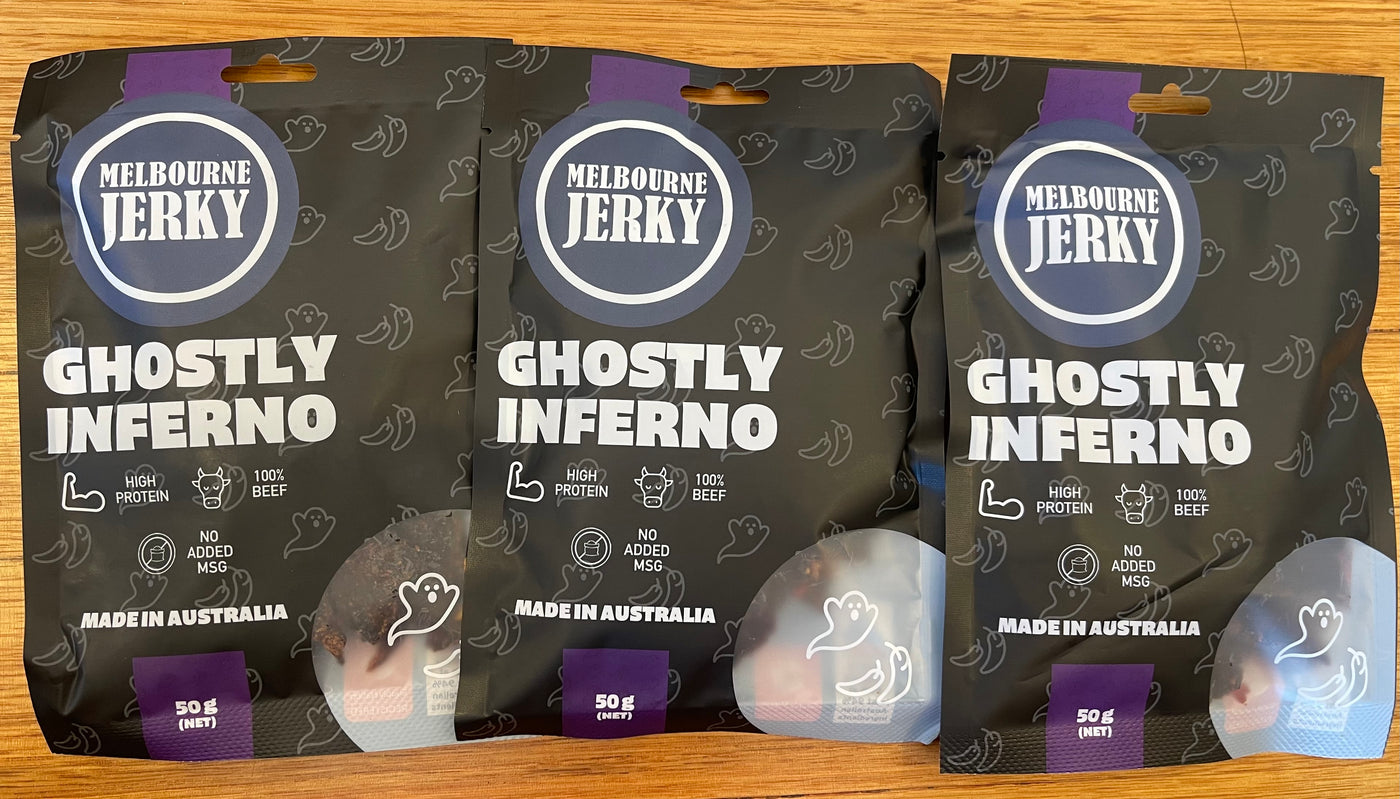 MELBOURNE
JERKY
GHOSTLY
INFERNO
HIGH
PROTEIN
100%
BEEF
NO
ADDED
MSG
MADE IN AUSTRALIA
50g
(NET)
MELBOURNE
JERKY
GHOSTLY
INFERNO
HIGH
PROTEIN
100%
BEEF
NO
ADDED
MSG
MADE IN AUSTRALIA
50g
(NET)
MELBOURNE
JERKY
GHOSTLY
INFERNO
HIGH
PROTEIN
100%
BEEF
NO
ADDED
MSG
MADE IN AUSTRALIA
50g
(NET)